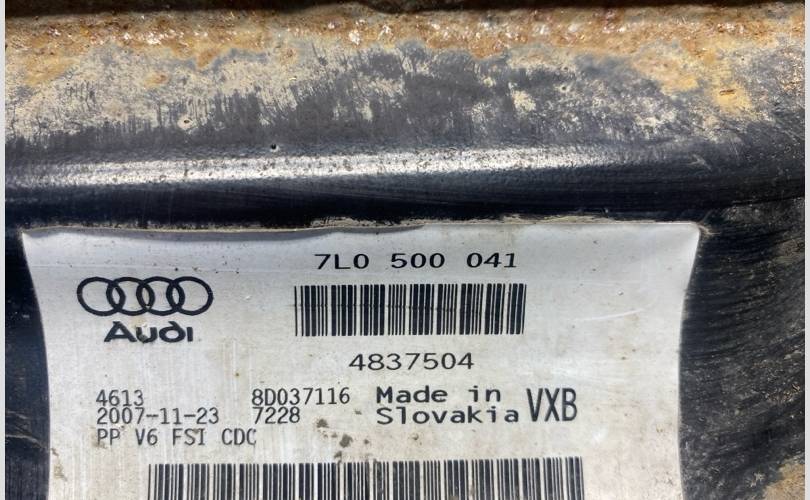 7L0 500 041
Audi
4837504
4613 8D037116 Made in VXB
2007-11-23 7228 Slovakia
PP V6 FSI CDC